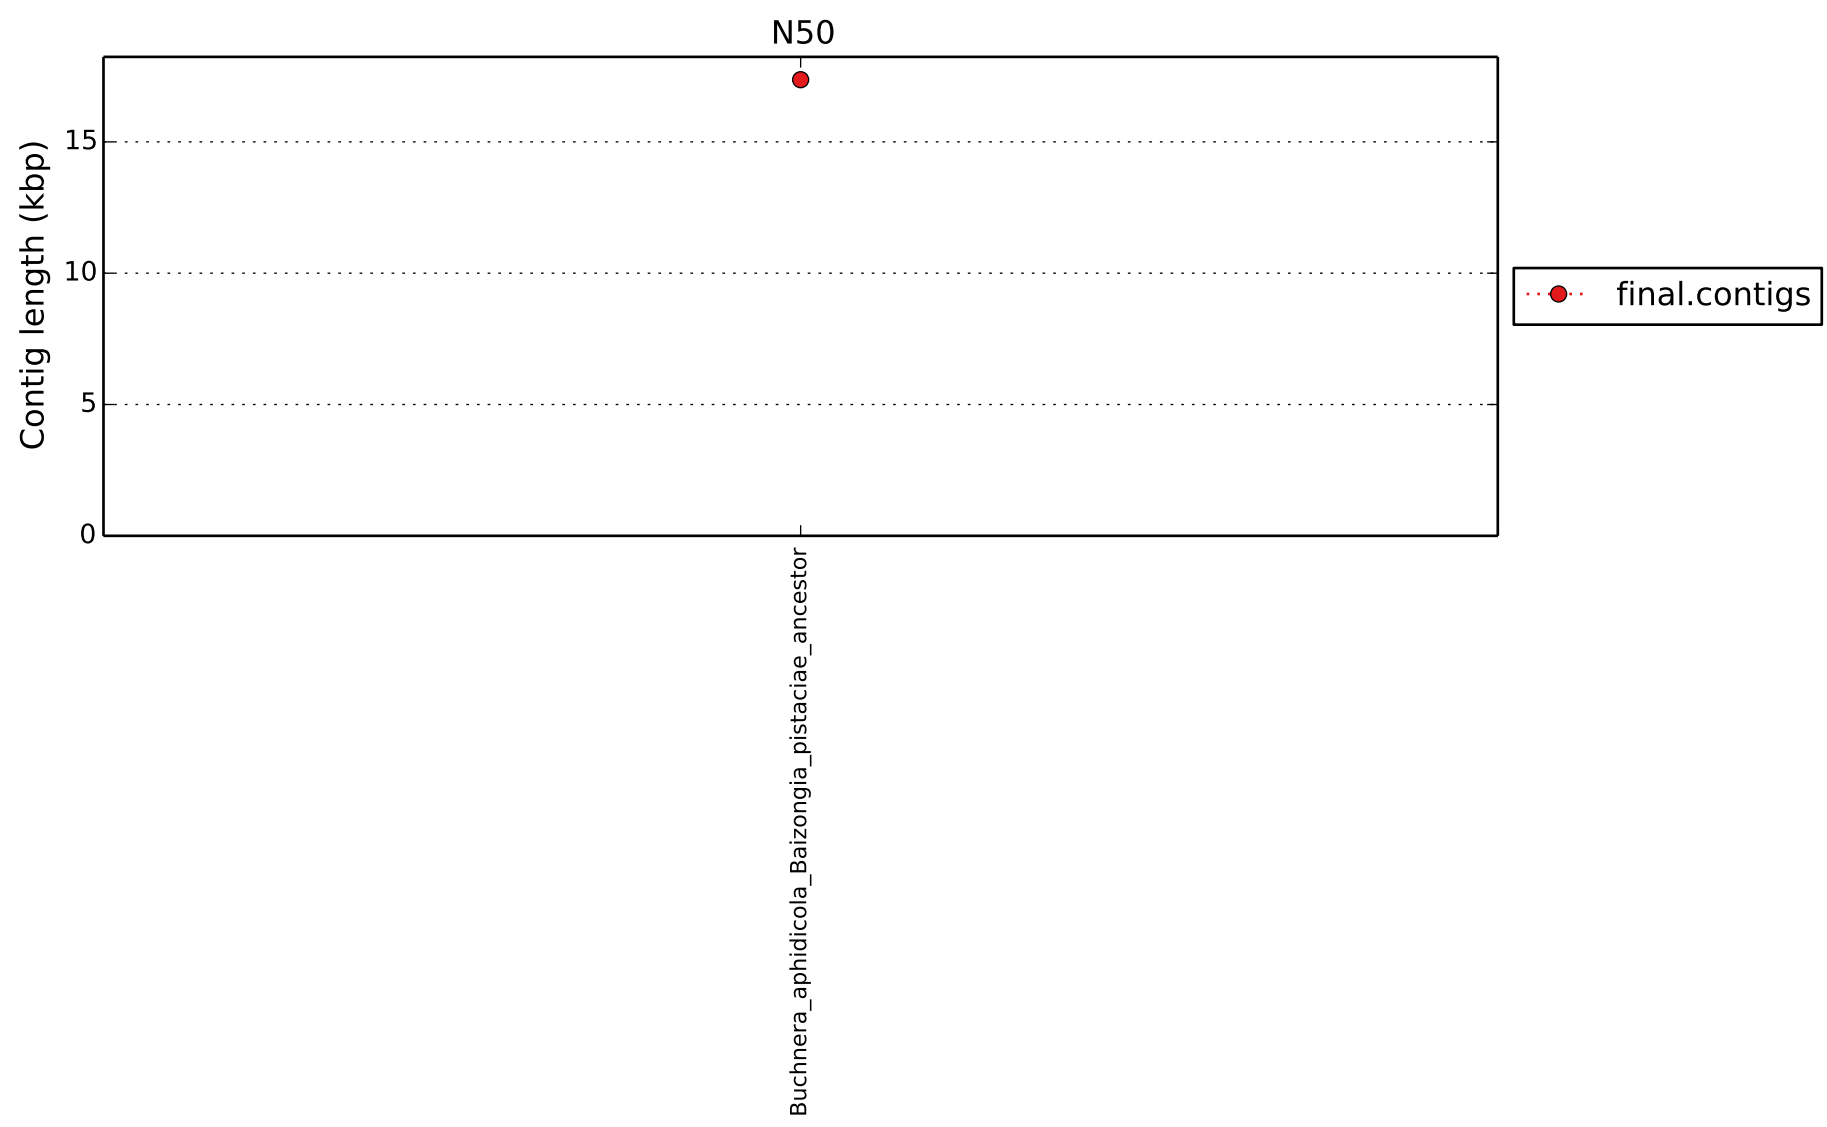 N50
Contig length (kbp)
15
10
5
0
final.contigs
Buchnera_aphidicola_Baizongia_pistaciae_ancestor